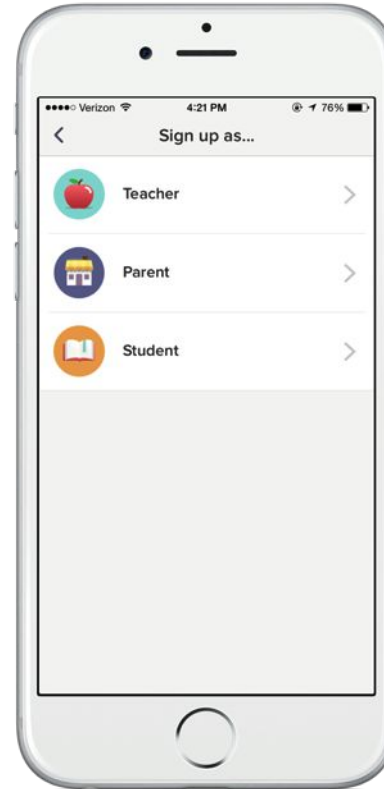 Verizon 4:21 PM 76%
Sign up as...
Teacher
Parent
Student